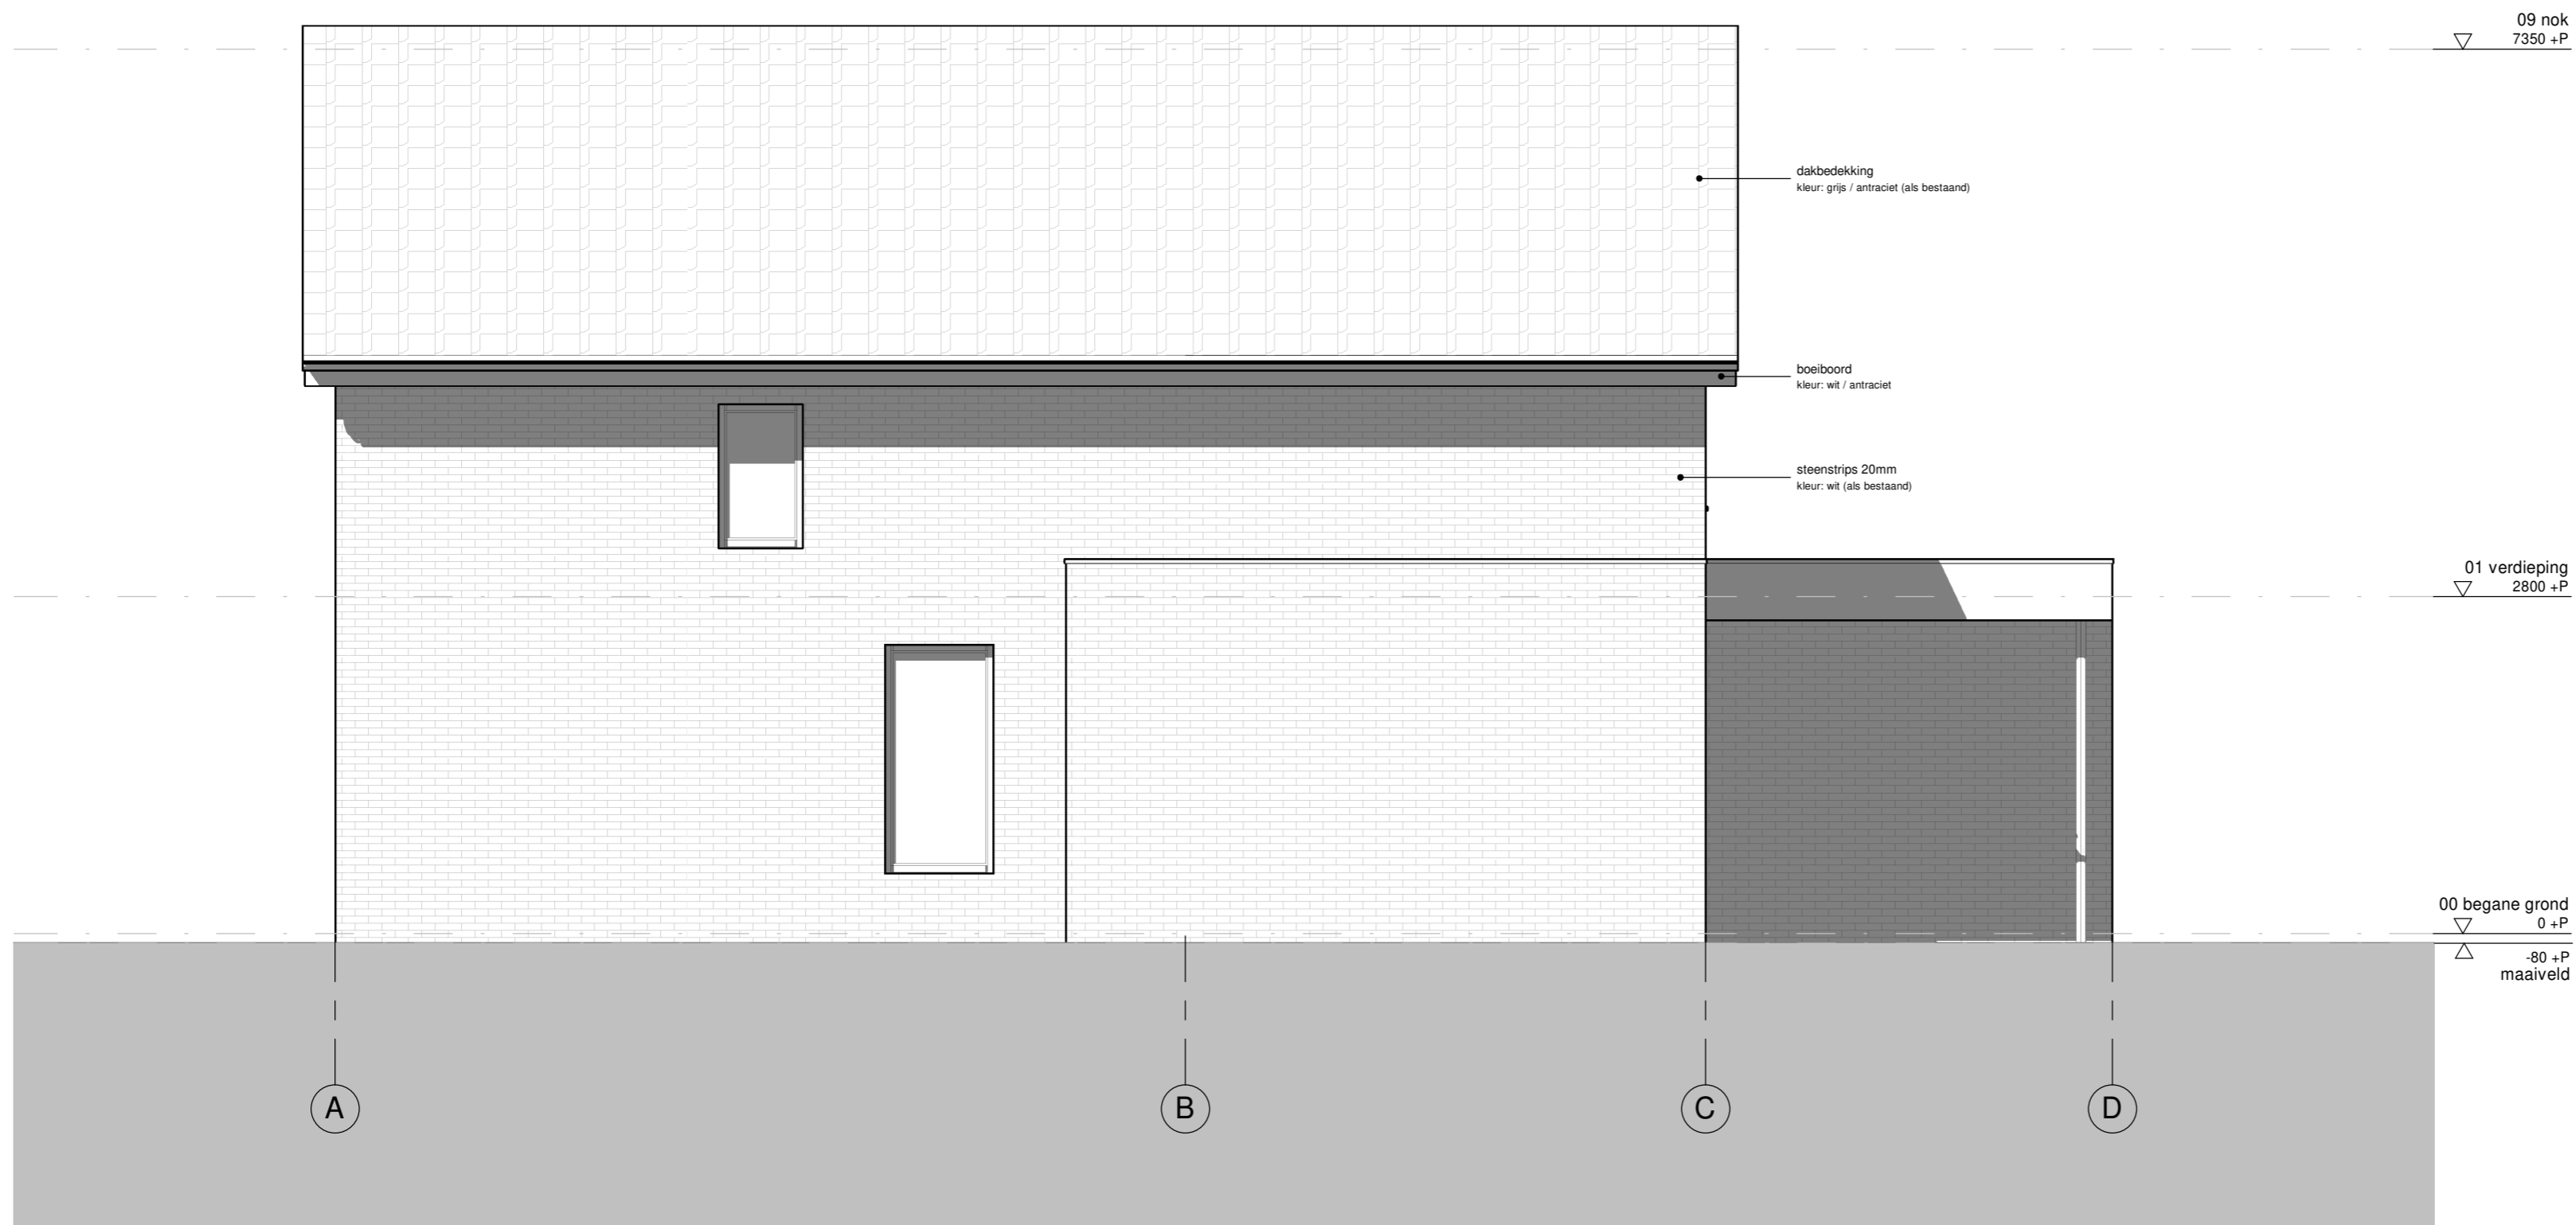 09 nok
7350 +P
dakbedekking
kleur: grijs / antraciet (als bestaand)
boeiboord
kleur: wit / antraciet
steenstrips 20mm
kleur: wit (als bestaand)
01 verdieping
2800 +P
00 begane grond
0 +P
-80 +P
maaiveld
A B C D